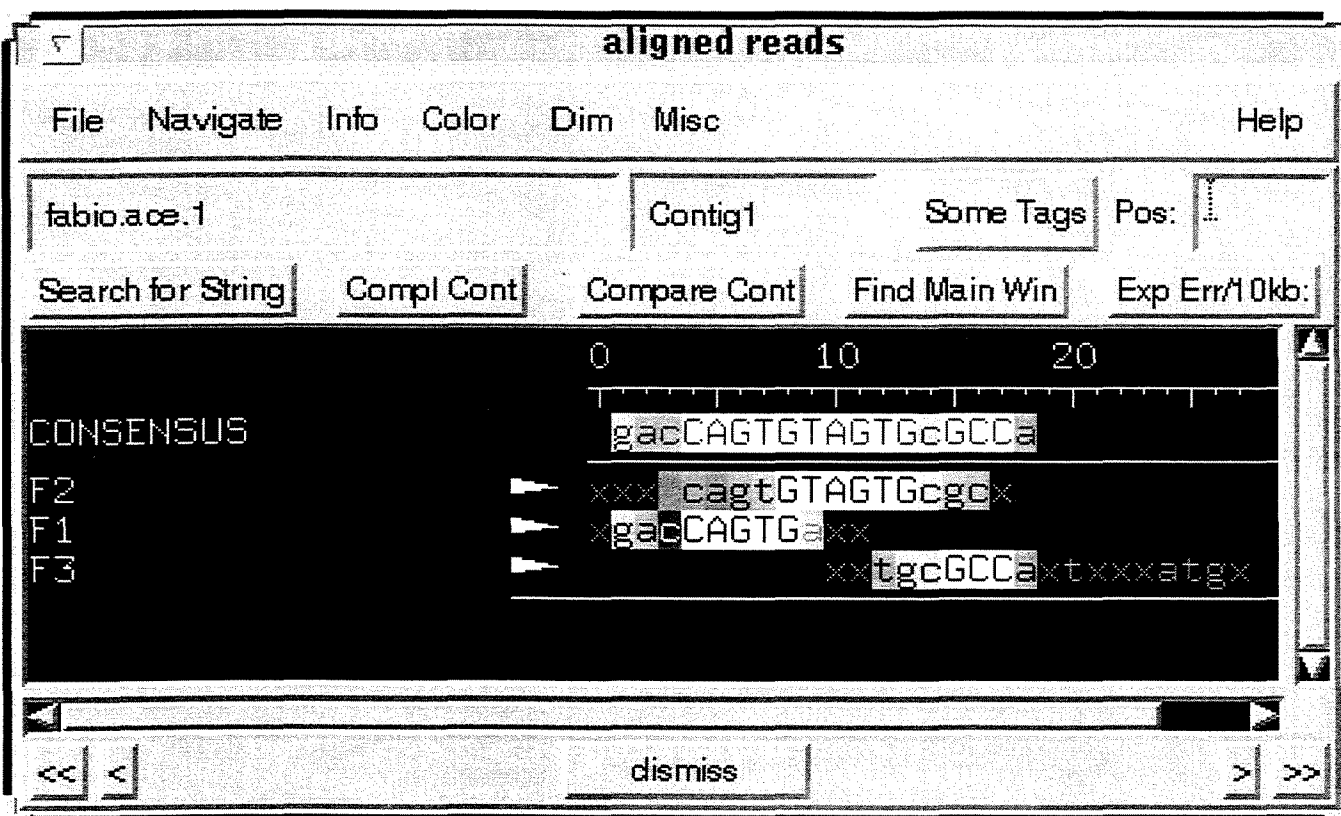 aligned reads
File Navigate Info Color Dim Misc Help
fabio.ace.1 Contig1 Some Tags Pos:
Search for String Compl Cont Compare Cont Find Main Win Exp Err/10kb:
0 10 20
CONSENSUS gacCAGTGTAGTGcGCCa
F2 xxx cagtGTAGTGcgcx
F1 xgacCAGTGaxx
F3 xxtgcGCCaxtxxxatgx
<< < dismiss > >>